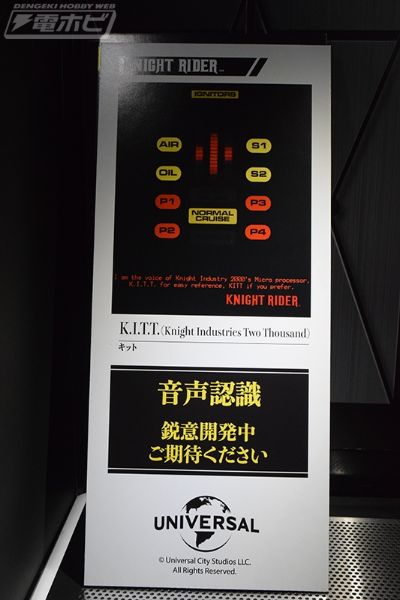 DENGEKI HOBBY WEB
電ホビ
KNIGHT RIDER™
IGNITORS
AIR
S1
OIL
S2
P1
P3
NORMAL
CRUISE
P2
P4
I am the voice of Knight Industry 2000's Micro processor,
K.I.T.T. for easy reference, KITT if you prefer.
KNIGHT RIDER™
K.I.T.T.(Knight Industries Two Thousand)
キット
音声認識
鋭意開発中
ご期待ください
UNIVERSAL
© Universal City Studios LLC.
All Rights Reserved.